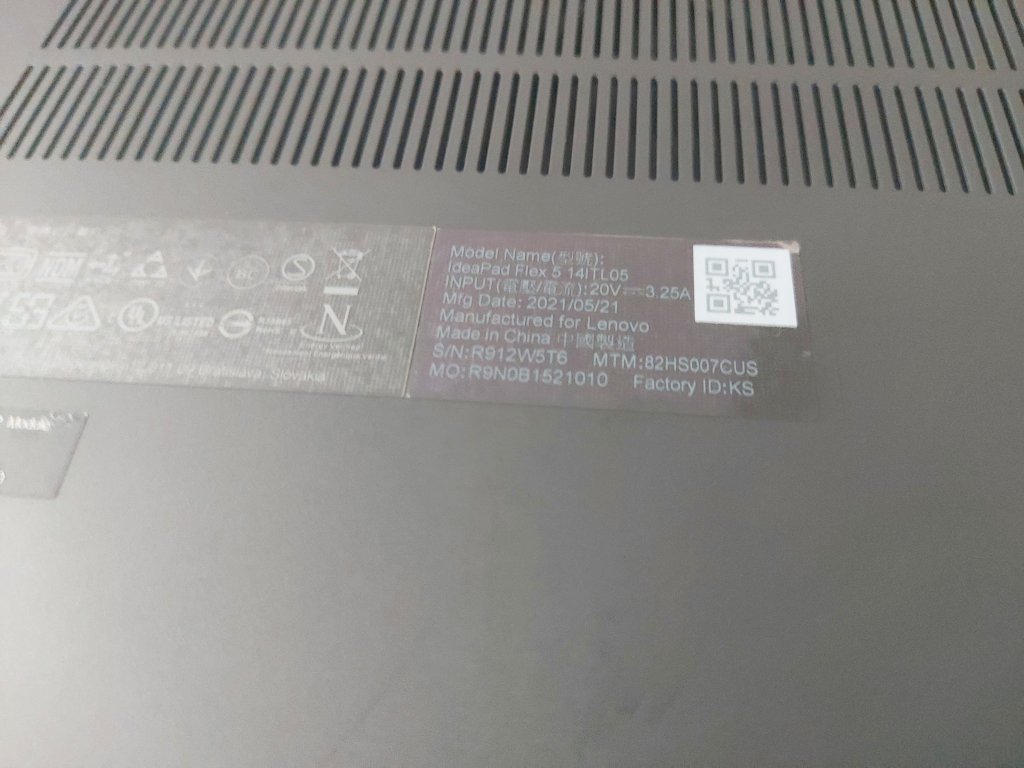 Model Name(型號):
IdeaPad Flex 5 14ITL05
INPUT(電壓/電流):20V⎓3.25A
Mfg Date: 2021/05/21
Manufactured for Lenovo
Made in China 中國製造
S/N:R912W5T6 MTM:82HS007CUS
MO:R9N0B1521010 Factory ID:KS
N
Bratislava, Slovakia